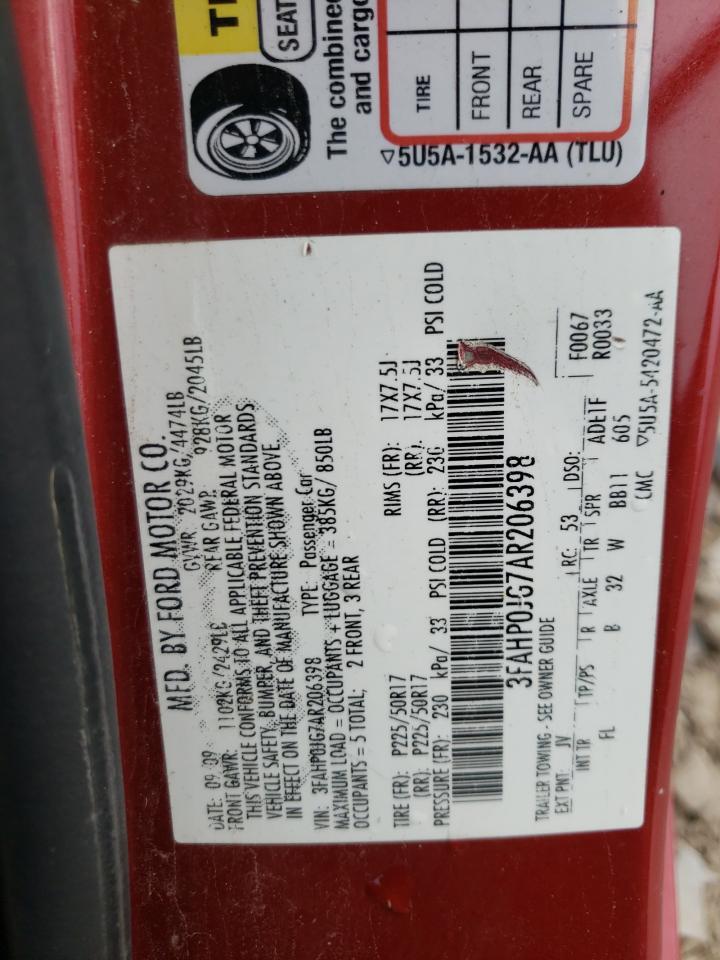 SEAT
The combined
and cargo
TIRE
FRONT
REAR
SPARE
▽5U5A-1532-AA (TLU)
MFD. BY FORD MOTOR CO.
DATE: 09/09 GVWR: 2029KG/4474LB
FRONT GAWR: 1102KG/2429LB REAR GAWR: 928KG/2045LB
THIS VEHICLE CONFORMS TO ALL APPLICABLE FEDERAL MOTOR
VEHICLE SAFETY, BUMPER, AND THEFT PREVENTION STANDARDS
IN EFFECT ON THE DATE OF MANUFACTURE SHOWN ABOVE.
VIN: 3FAHP0JG7AR206398 TYPE: Passenger Car
MAXIMUM LOAD = OCCUPANTS + LUGGAGE = 385KG/ 850LB
OCCUPANTS = 5 TOTAL; 2 FRONT, 3 REAR
TIRE (FR): P225/50R17 RIMS (FR): 17X7.5J
(RR): P225/50R17 (RR): 17X7.5J
PRESSURE (FR): 230 kPa/ 33 PSI COLD (RR): 230 kPa/ 33 PSI COLD
3FAHP0JG7AR206398
TRAILER TOWING - SEE OWNER GUIDE
EXT PNT: JV RC: 53 DSO: F0067
INT TR TP/PS R AXLE TR SPR ADE1F R0033
FL B 32 W BB11 605
CMC ▽5U5A-5420472-AA